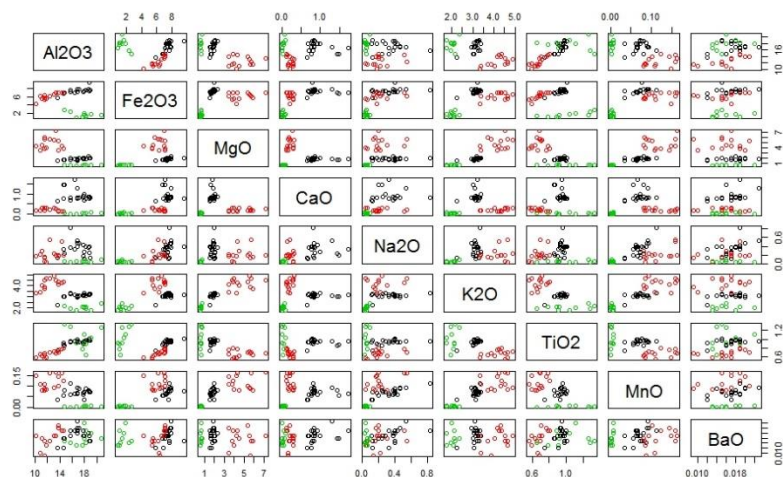 2 4 6 8 0.0 1.0 2.0 3.0 4.0 5.0 0.00 0.10
Al2O3 10 16
2 6 Fe2O3
MgO 1 4 7
0.0 1.0 CaO
Na2O 0.0 0.6
2.0 4.0 K2O
TiO2 0.6 1.2
0.00 0.15 MnO
BaO 0.010
10 14 18 1 2 3 4 5 6 7 0.0 0.4 0.8 0.6 1.0 0.010 0.018